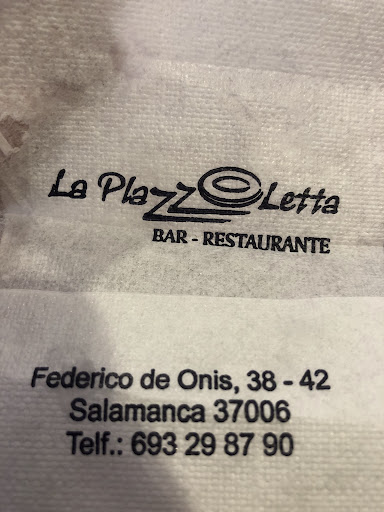 La Plazzoletta
BAR - RESTAURANTE
Federico de Onis, 38 - 42
Salamanca 37006
Telf.: 693 29 87 90